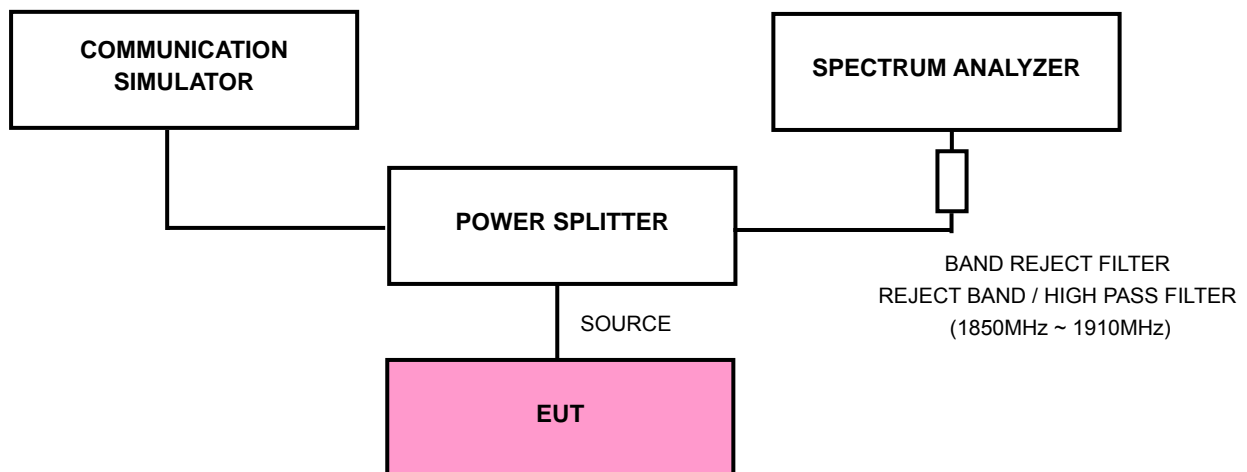 COMMUNICATION
SIMULATOR
SPECTRUM ANALYZER
POWER SPLITTER
BAND REJECT FILTER
REJECT BAND / HIGH PASS FILTER
(1850MHz ~ 1910MHz)
SOURCE
EUT